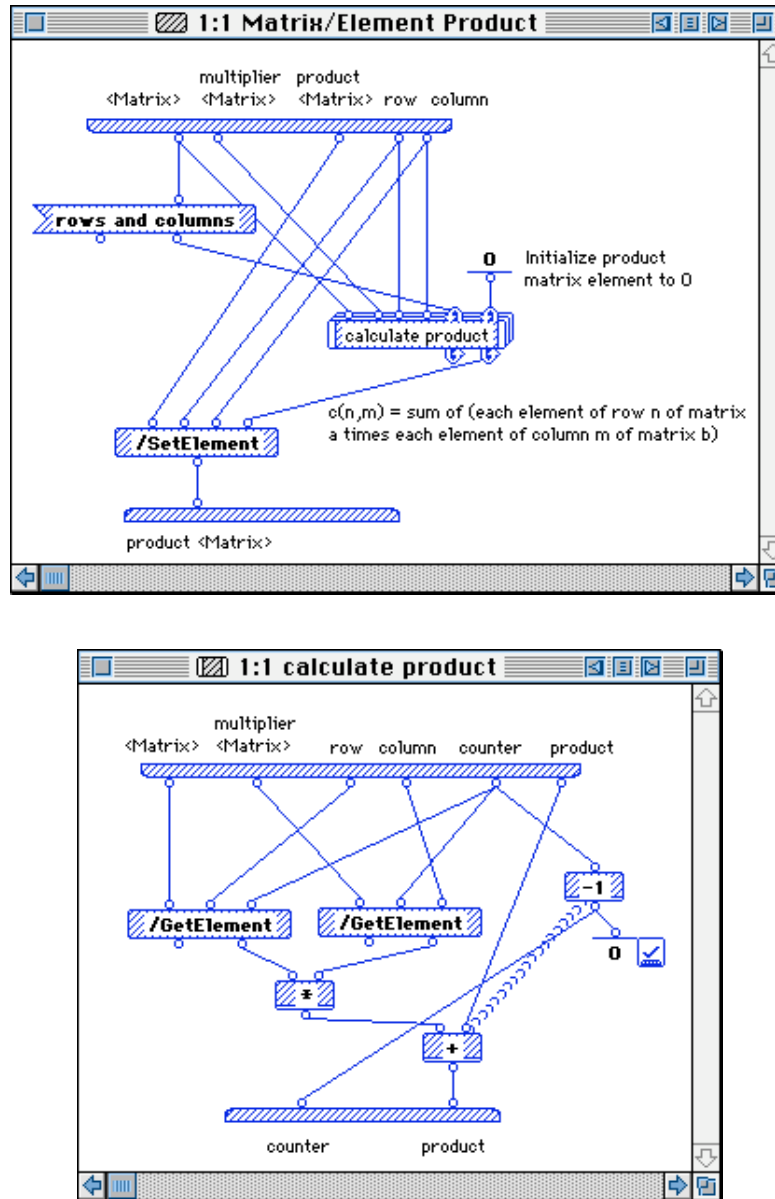 1:1 Matrix/Element Product
multiplier product
<Matrix> <Matrix> <Matrix> row column
rows and columns
0 Initialize product
matrix element to 0
calculate product
c(n,m) = sum of (each element of row n of matrix
a times each element of column m of matrix b)
/SetElement
product <Matrix>
1:1 calculate product
multiplier
<Matrix> <Matrix> row column counter product
-1
/GetElement /GetElement
0
*
+
counter product